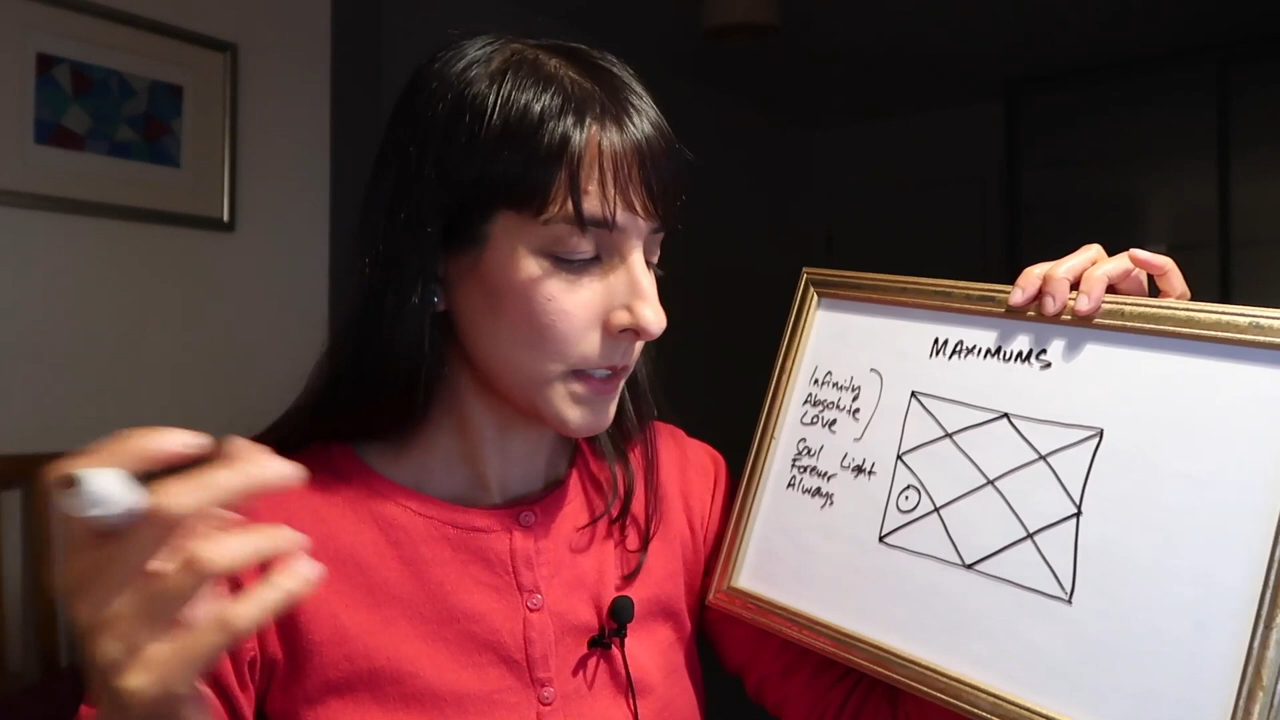 MAXIMUMS
Infinity
Absolute
Love
Soul Light
Forever
Always